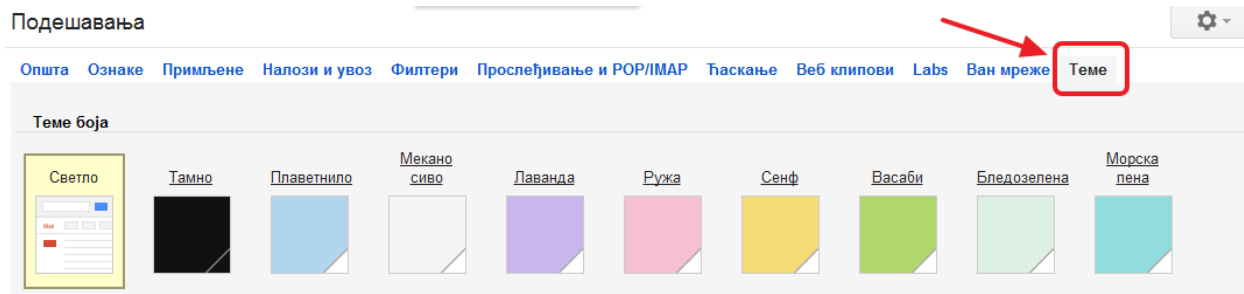 Подешавања
Општа Ознаке Примљене Налози и увоз Филтери Прослеђивање и POP/IMAP Ћаскање Веб клипови Labs Ван мреже Теме
Теме боја
Светло
Тамно
Плаветнило
Мекано
сиво
Лаванда
Ружа
Сенф
Васаби
Бледозелена
Морска
пена
Mail